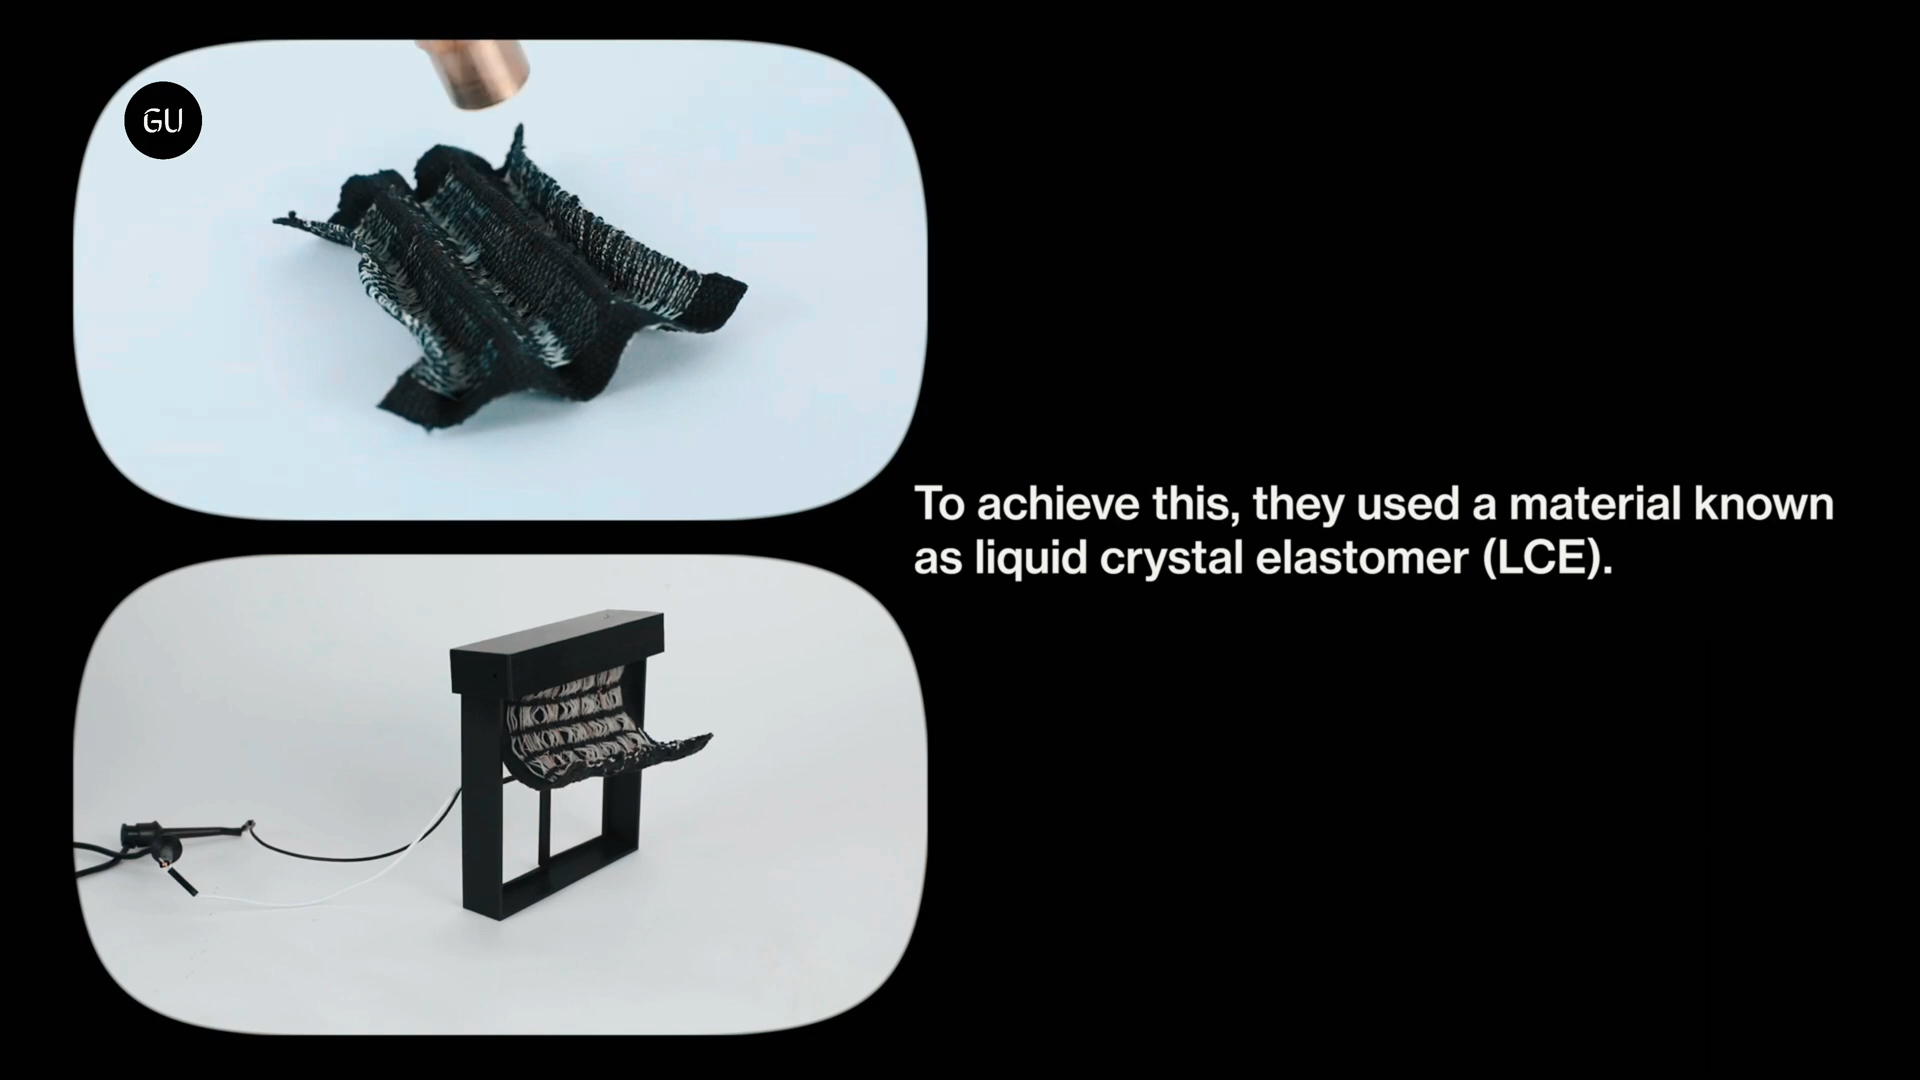 GU
To achieve this, they used a material known
as liquid crystal elastomer (LCE).